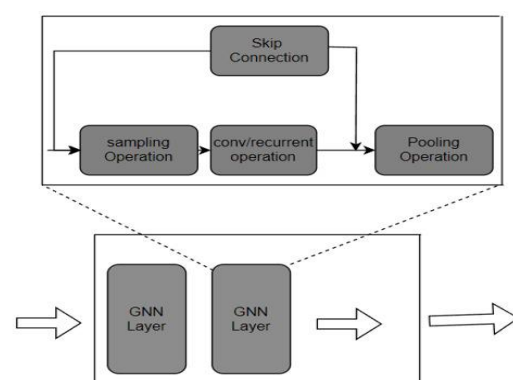 Skip
Connection
sampling
Operation
conv/recurrent
operation
Pooling
Operation
GNN
Layer
GNN
Layer